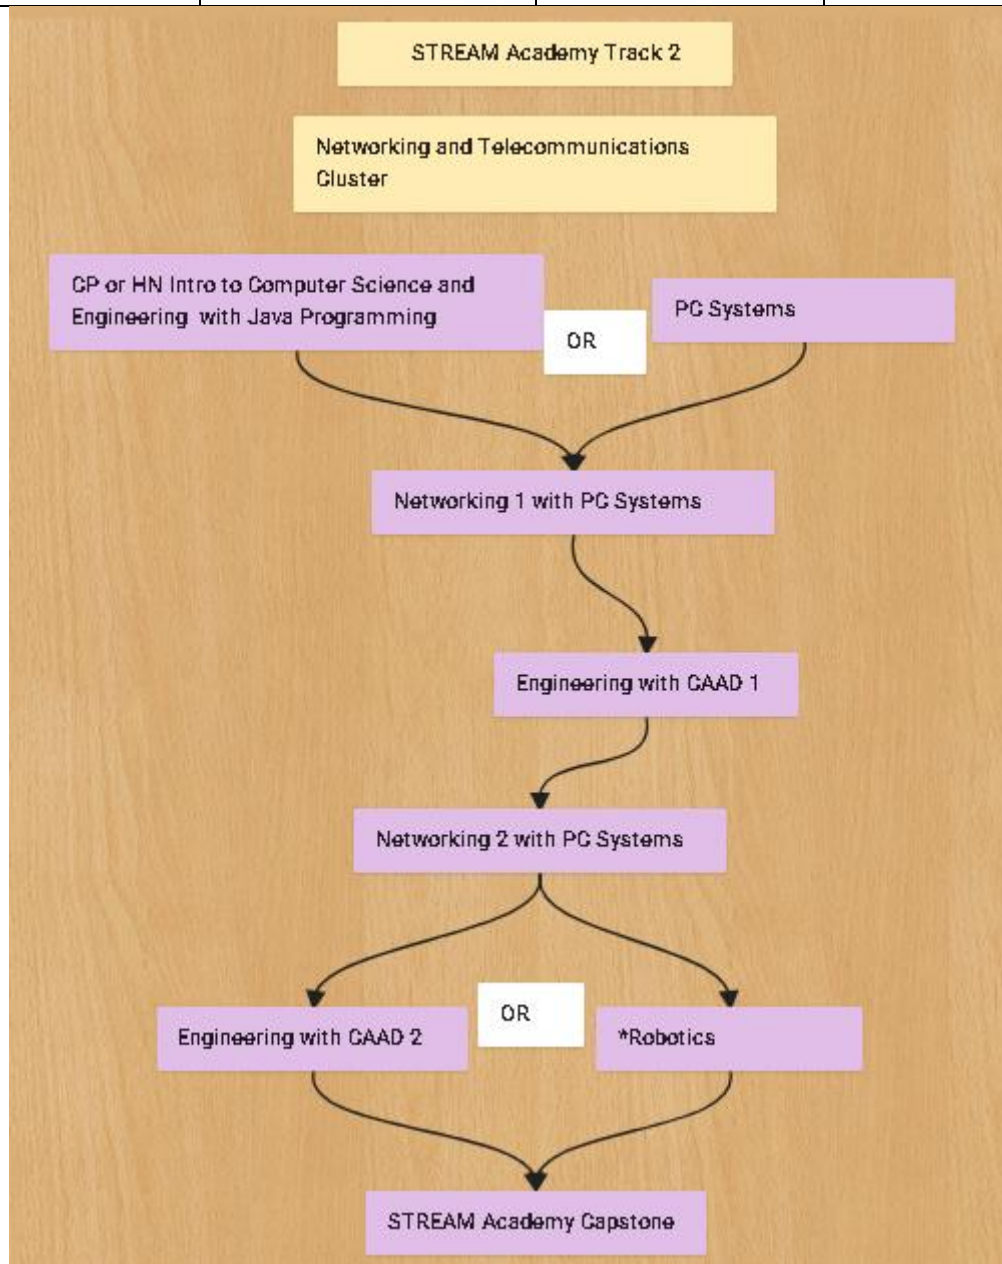 STREAM Academy Track 2
Networking and Telecommunications
Cluster
CP or HN Intro to Computer Science and
Engineering with Java Programming
OR
PC Systems
Networking 1 with PC Systems
Engineering with CAAD 1
Networking 2 with PC Systems
Engineering with CAAD 2
OR
*Robotics
STREAM Academy Capstone